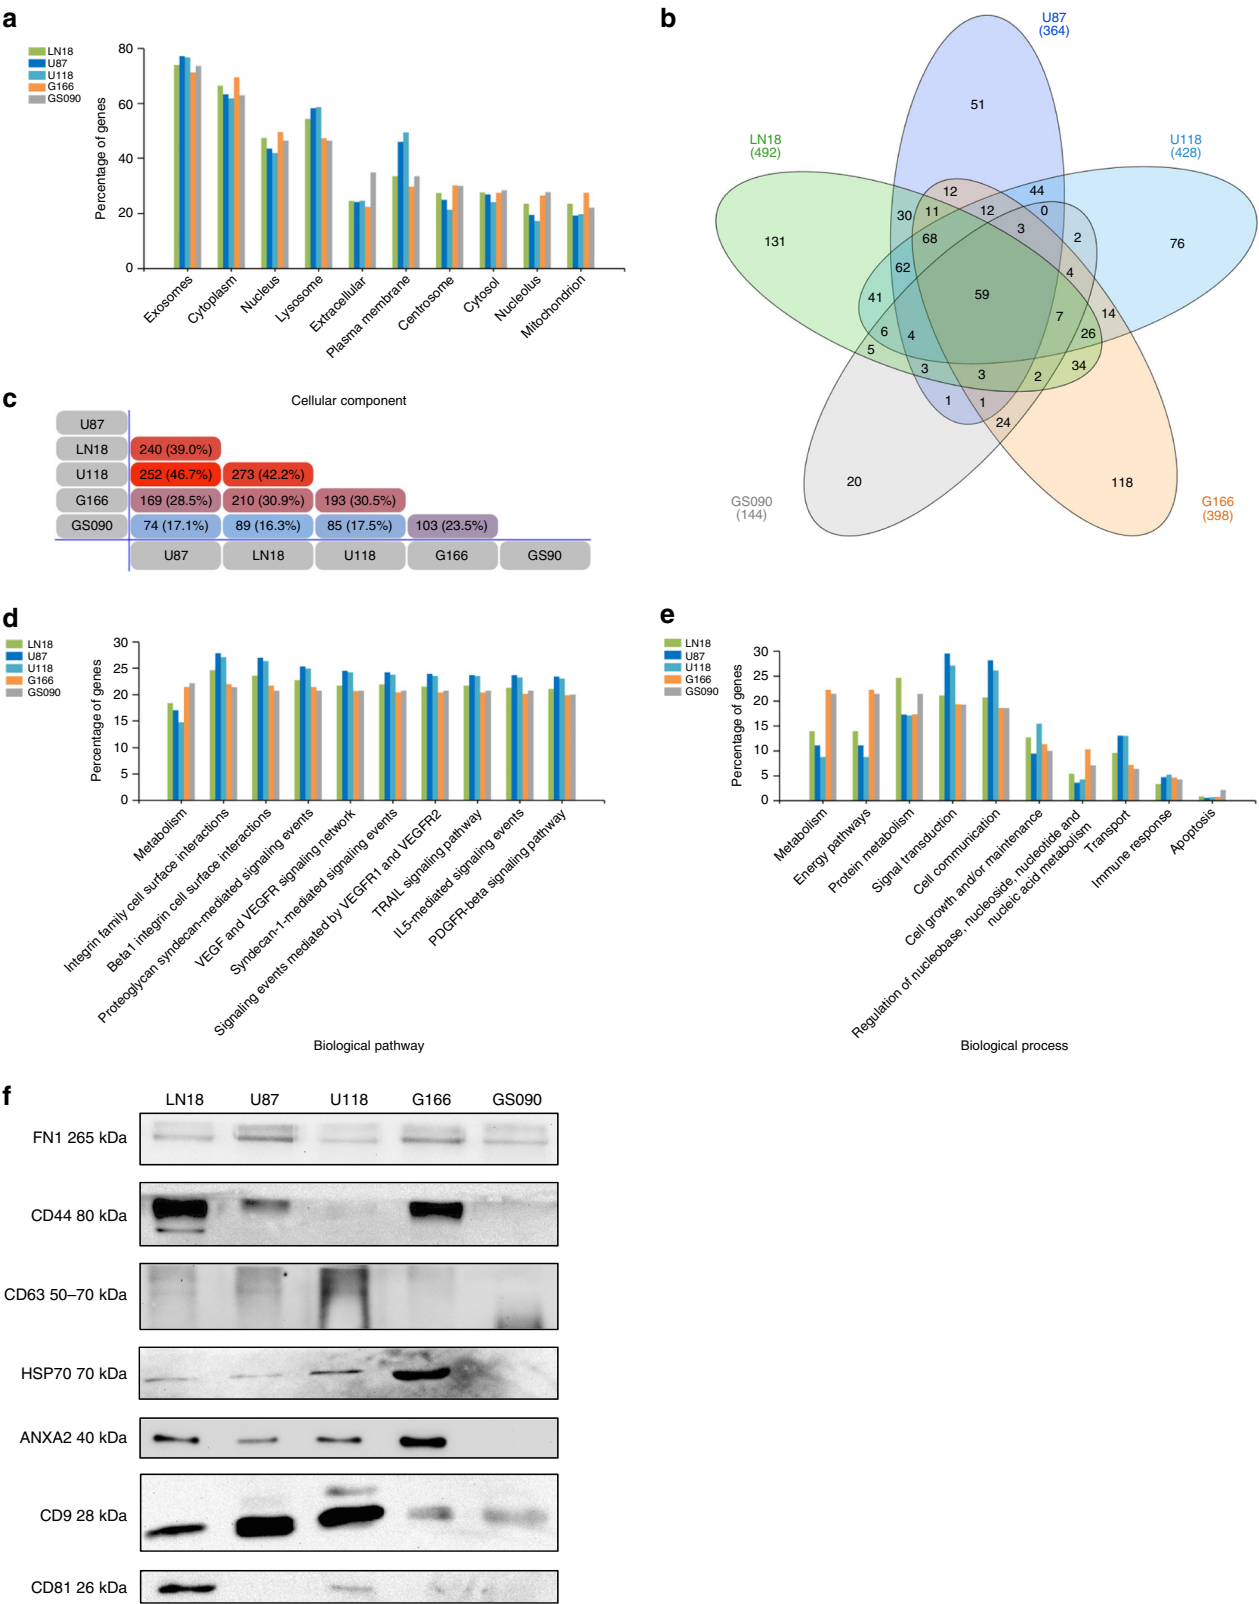 a
LN18
U87
U118
G166
GS090
Percentage of genes
80
60
40
20
0
Exosomes
Cytoplasm
Nucleus
Lysosome
Extracellular
Plasma membrane
Centrosome
Cytosol
Nucleolus
Mitochondrion
Cellular component
b
U87
(364)
LN18
(492)
U118
(428)
GS090
(144)
G166
(398)
51
12
44
30
11
12
0
3
2
131
68
76
62
4
59
41
7
14
6
4
26
5
3
3
2
34
1
1
24
20
118
c
U87
LN18
240 (39.0%)
U118
252 (46.7%)
273 (42.2%)
G166
169 (28.5%)
210 (30.9%)
193 (30.5%)
GS090
74 (17.1%)
89 (16.3%)
85 (17.5%)
103 (23.5%)
U87
LN18
U118
G166
GS90
d
LN18
U87
U118
G166
GS090
Percentage of genes
30
25
20
15
10
5
0
Metabolism
Integrin family cell surface interactions
Beta1 integrin cell surface interactions
Proteoglycan syndecan-mediated signaling events
VEGF and VEGFR signaling network
Syndecan-1-mediated signaling events
Signaling events mediated by VEGFR1 and VEGFR2
TRAIL signaling pathway
IL5-mediated signaling events
PDGFR-beta signaling pathway
Biological pathway
e
LN18
U87
U118
G166
GS090
Percentage of genes
30
25
20
15
10
5
0
Metabolism
Energy pathways
Protein metabolism
Signal transduction
Cell communication
Cell growth and/or maintenance
Regulation of nucleobase, nucleoside, nucleotide and
nucleic acid metabolism
Transport
Immune response
Apoptosis
Biological process
f
LN18
U87
U118
G166
GS090
FN1 265 kDa
CD44 80 kDa
CD63 50–70 kDa
HSP70 70 kDa
ANXA2 40 kDa
CD9 28 kDa
CD81 26 kDa